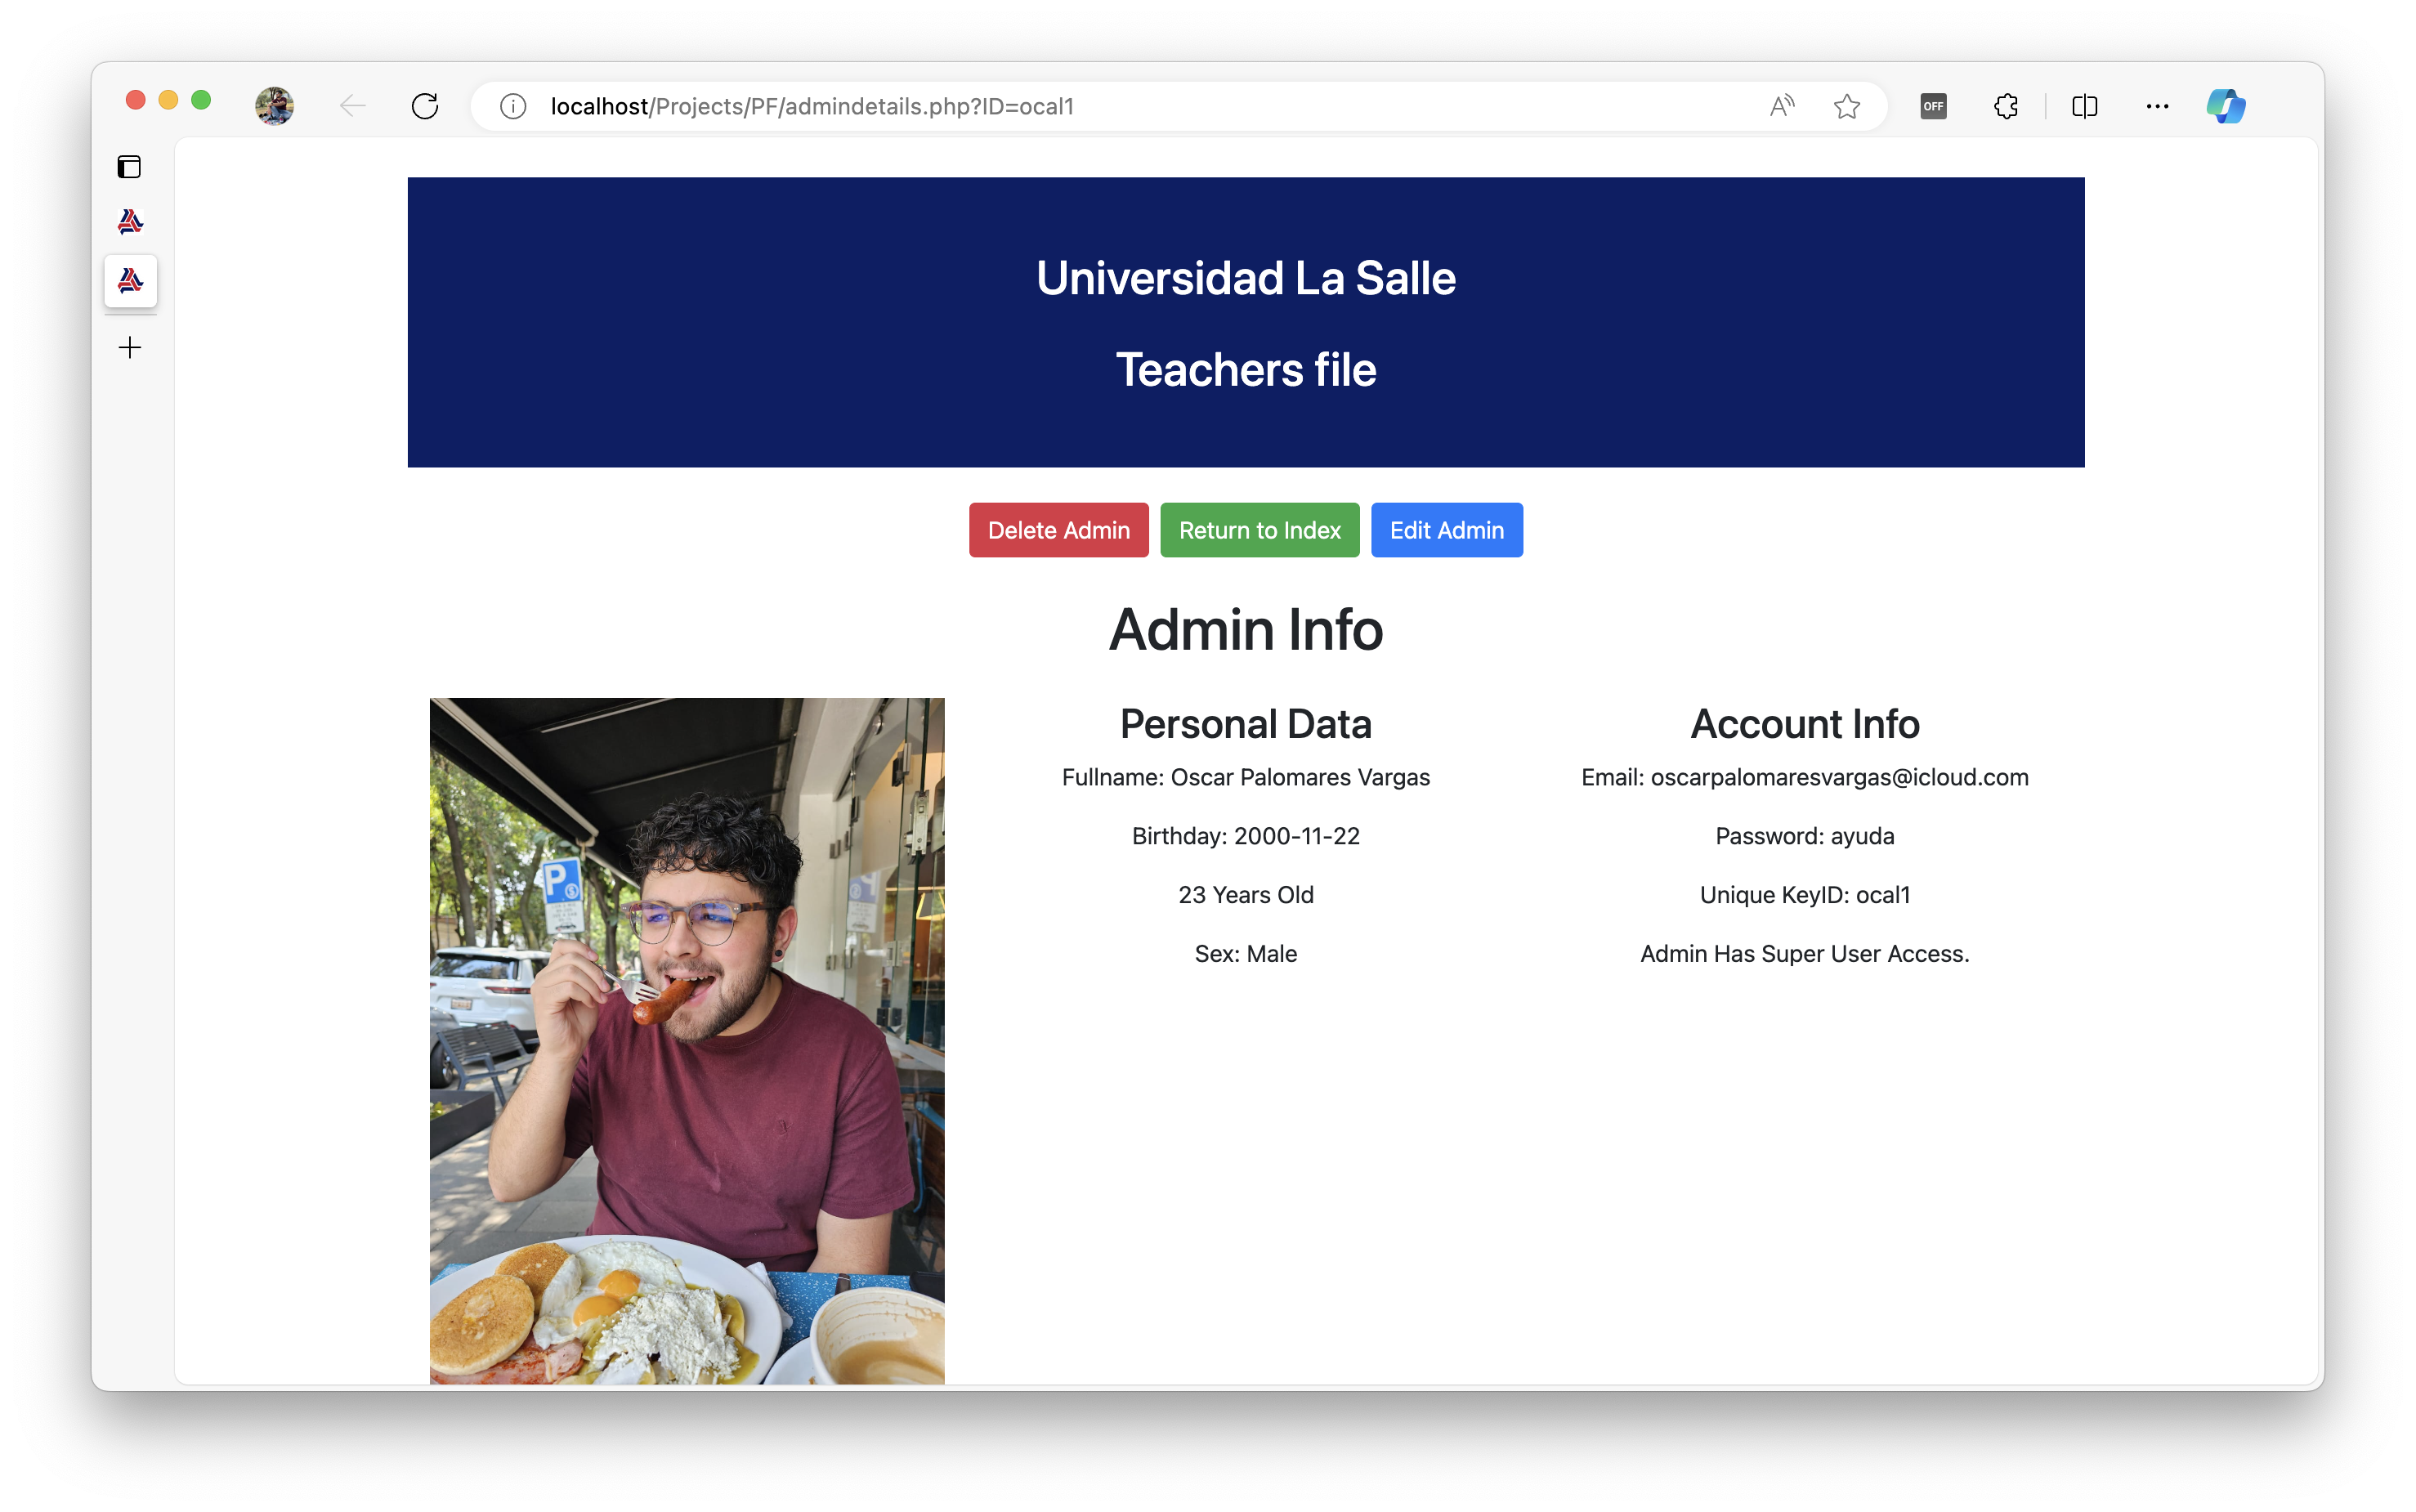 OFF
localhost/Projects/PF/admindetails.php?ID=ocal1
Universidad La Salle
Teachers file
Delete Admin
Return to Index
Edit Admin
Admin Info
Personal Data
Fullname: Oscar Palomares Vargas
Birthday: 2000-11-22
23 Years Old
Sex: Male
Account Info
Email: oscarpalomaresvargas@icloud.com
Password: ayuda
Unique KeyID: ocal1
Admin Has Super User Access.
P
$